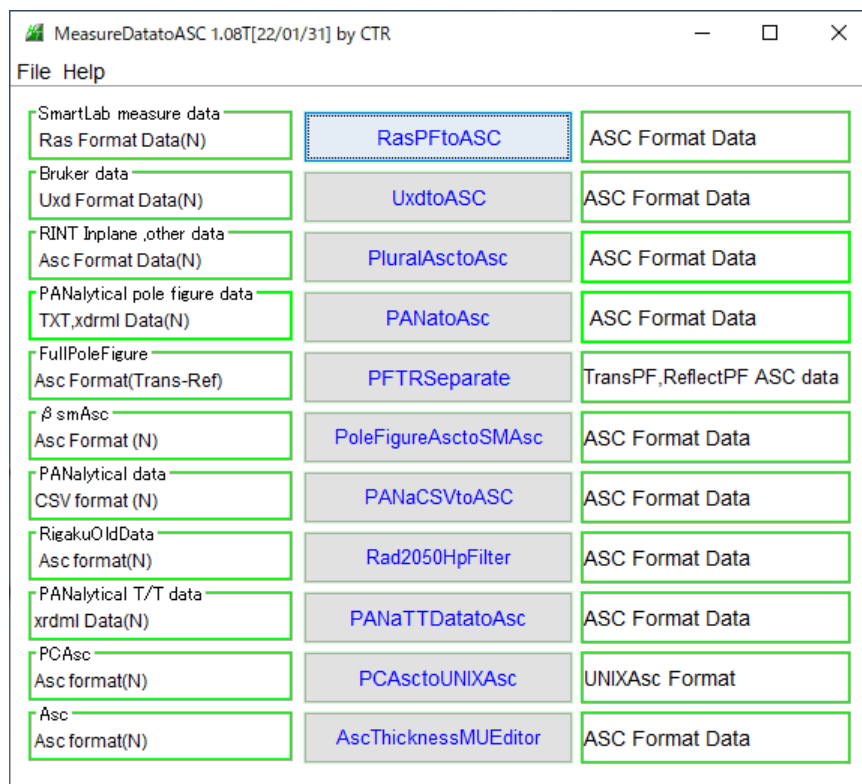 MeasureDatatoASC 1.08T[22/01/31] by CTR
File Help
SmartLab measure data
Ras Format Data(N)
RasPFtoASC
ASC Format Data
Bruker data
Uxd Format Data(N)
UxdtoASC
ASC Format Data
RINT Inplane ,other data
Asc Format Data(N)
PluralAsctoAsc
ASC Format Data
PANalytical pole figure data
TXT,xdrml Data(N)
PANatoAsc
ASC Format Data
FullPoleFigure
Asc Format(Trans-Ref)
PFTRSeparate
TransPF,ReflectPF ASC data
βsmAsc
Asc Format (N)
PoleFigureAsctoSMAsc
ASC Format Data
PANalytical data
CSV format (N)
PANaCSVtoASC
ASC Format Data
RigakuOldData
Asc format(N)
Rad2050HpFilter
ASC Format Data
PANalytical T/T data
xrdml Data(N)
PANaTTDatatoAsc
ASC Format Data
PCAsc
Asc format(N)
PCAsctoUNIXAsc
UNIXAsc Format
Asc
Asc format(N)
AscThicknessMUEditor
ASC Format Data